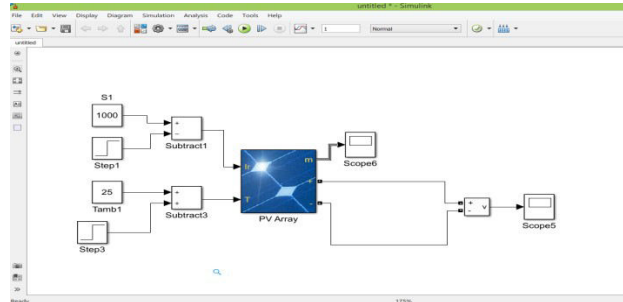 untitled * - Simulink
File Edit View Display Diagram Simulation Analysis Code Tools Help
1
Normal
untitled
S1
1000
+
−
Subtract1
Step1
25
Tamb1
+
+
Subtract3
Step3
Ir
T
m
+
-
PV Array
Scope6
+
-
v
Scope5
Ready
175%